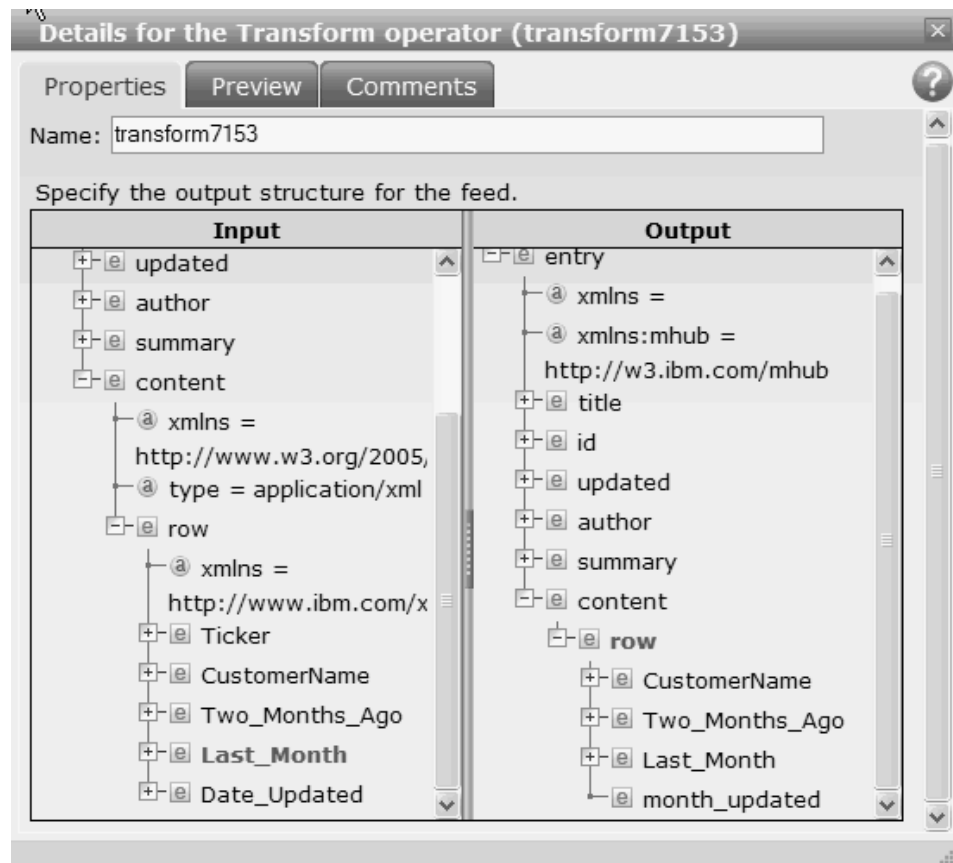 Details for the Transform operator (transform7153)
Properties
Preview
Comments
?
Name: transform7153
Specify the output structure for the feed.
Input
e updated
e author
e summary
e content
a xmlns =
http://www.w3.org/2005,
a type = application/xml
e row
a xmlns =
http://www.ibm.com/x
e Ticker
e CustomerName
e Two_Months_Ago
e Last_Month
e Date_Updated
Output
e entry
a xmlns =
a xmlns:mhub =
http://w3.ibm.com/mhub
e title
e id
e updated
e author
e summary
e content
e row
e CustomerName
e Two_Months_Ago
e Last_Month
e month_updated